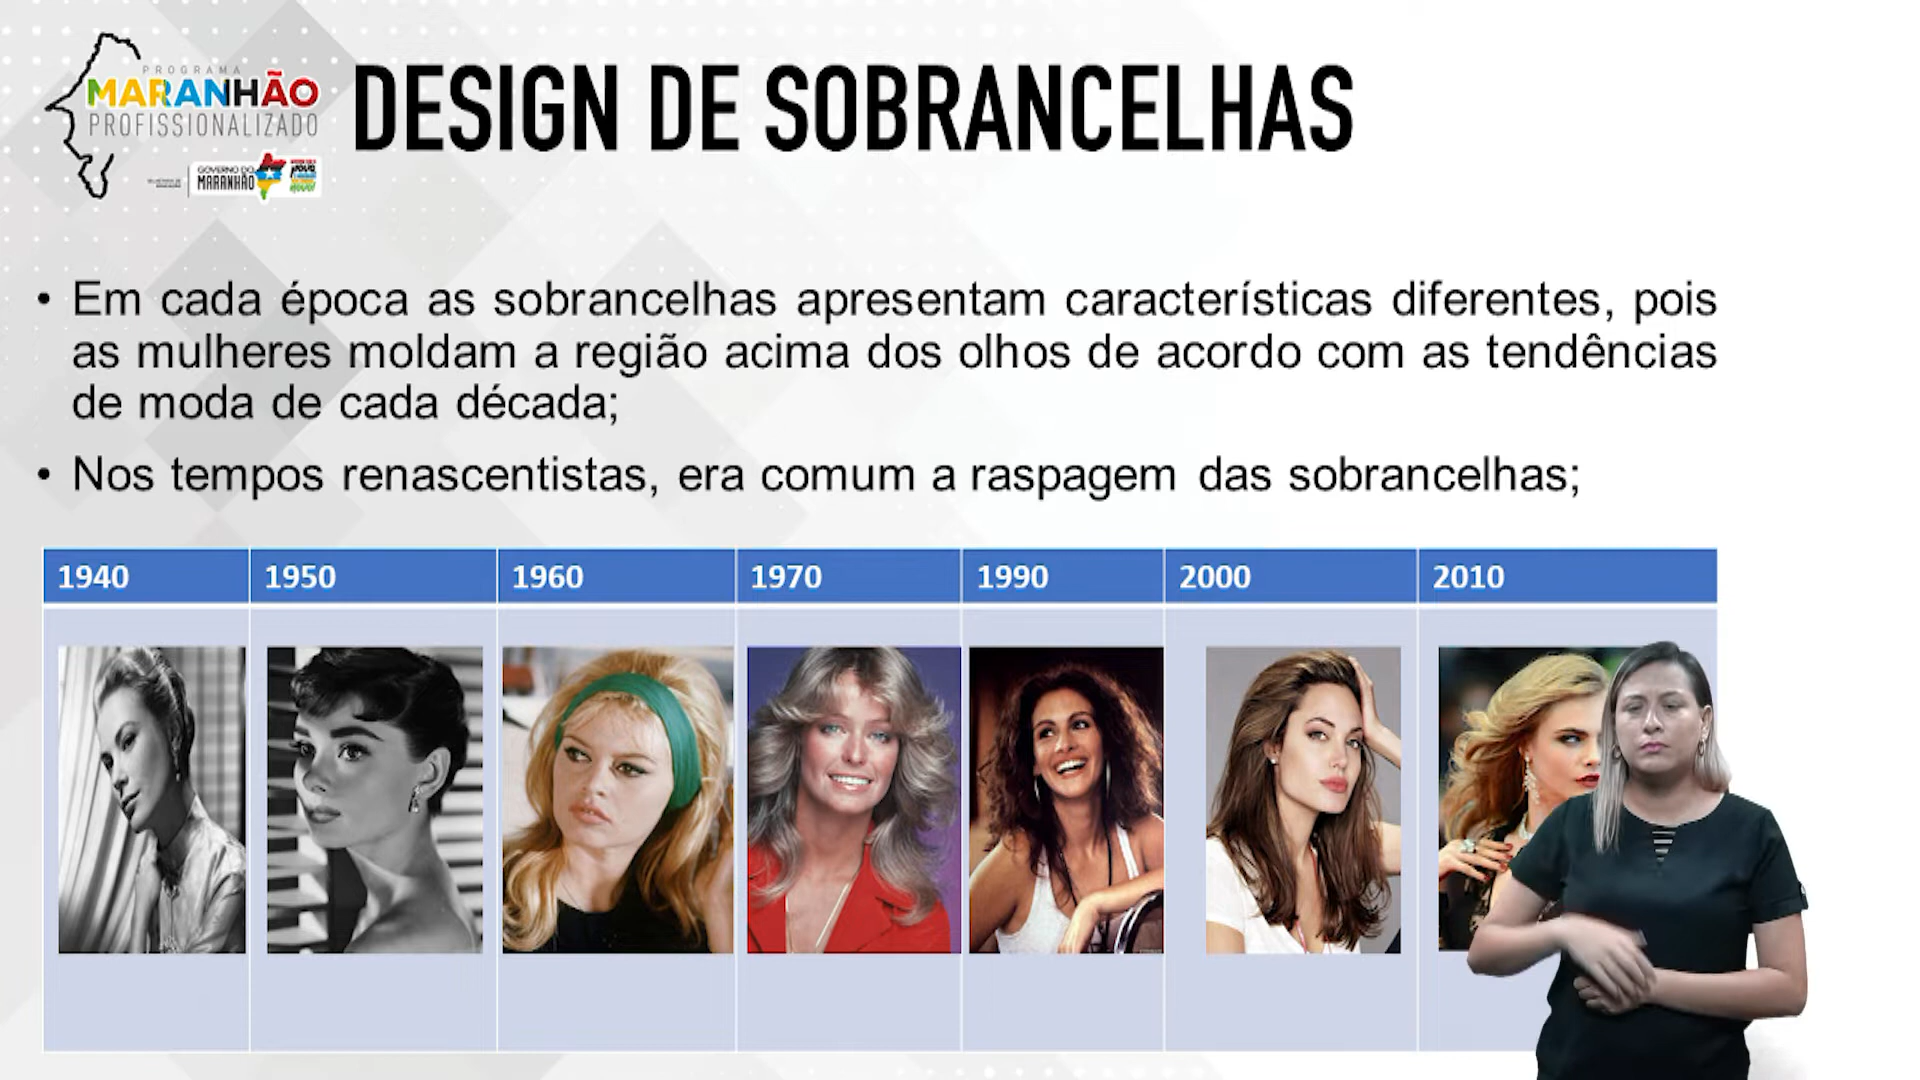 PROGRAMA
MARANHÃO
PROFISSIONALIZADO
GOVERNO DO
MARANHÃO
DESIGN DE SOBRANCELHAS
• Em cada época as sobrancelhas apresentam características diferentes, pois
as mulheres moldam a região acima dos olhos de acordo com as tendências
de moda de cada década;
• Nos tempos renascentistas, era comum a raspagem das sobrancelhas;
1940 1950 1960 1970 1990 2000 2010